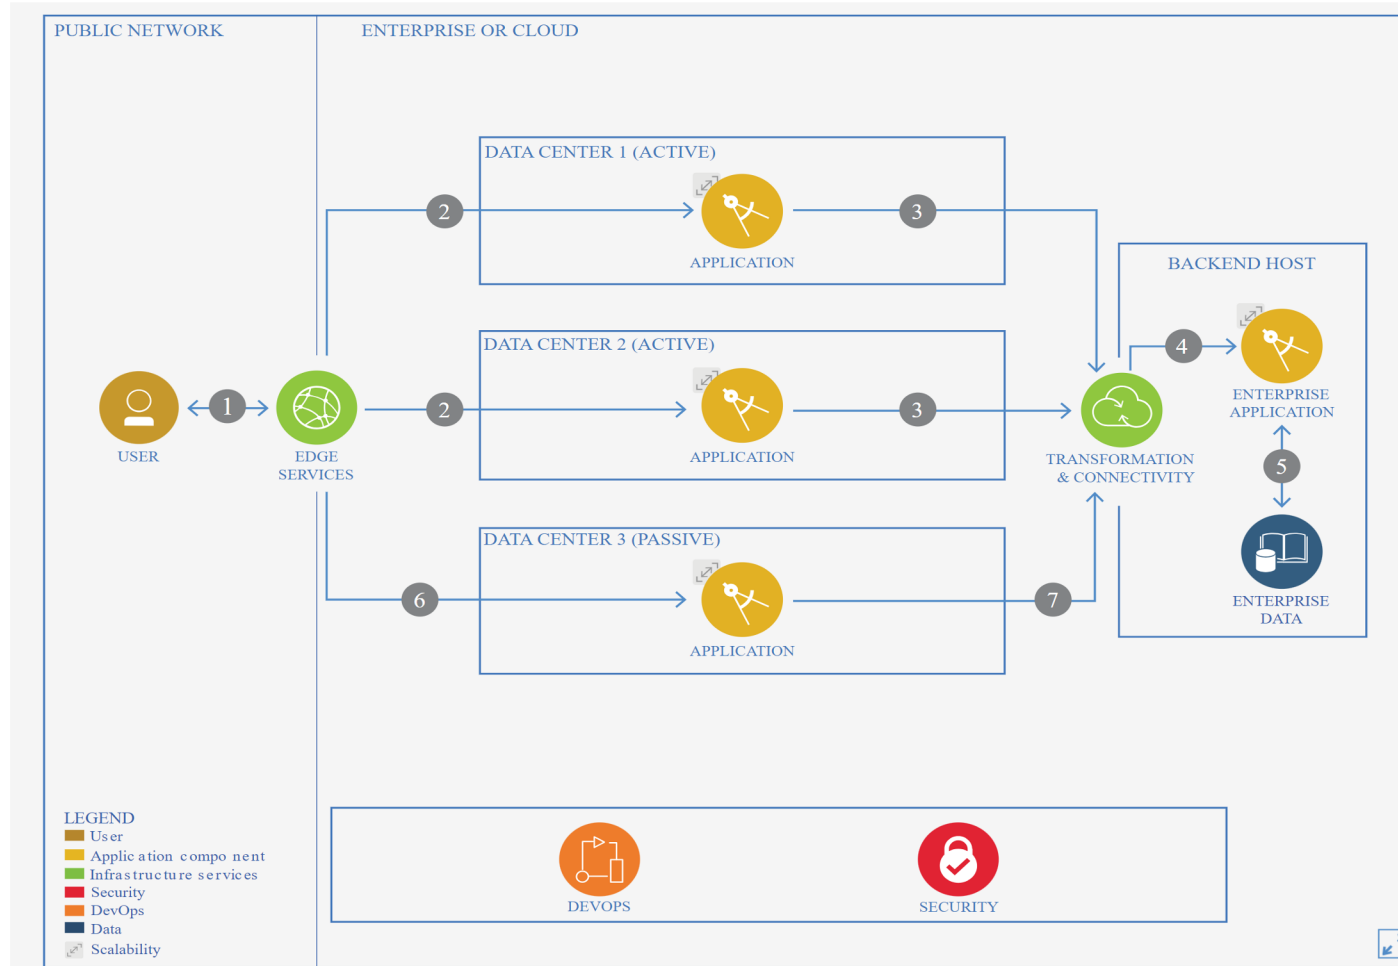 PUBLIC NETWORK
ENTERPRISE OR CLOUD
DATA CENTER 1 (ACTIVE)
2
3
APPLICATION
BACKEND HOST
DATA CENTER 2 (ACTIVE)
4
1
2
3
ENTERPRISE
APPLICATION
USER
EDGE
SERVICES
APPLICATION
TRANSFORMATION
& CONNECTIVITY
5
DATA CENTER 3 (PASSIVE)
6
7
ENTERPRISE
DATA
APPLICATION
LEGEND
User
Application component
Infrastructure services
Security
DevOps
Data
Scalability
DEVOPS
SECURITY